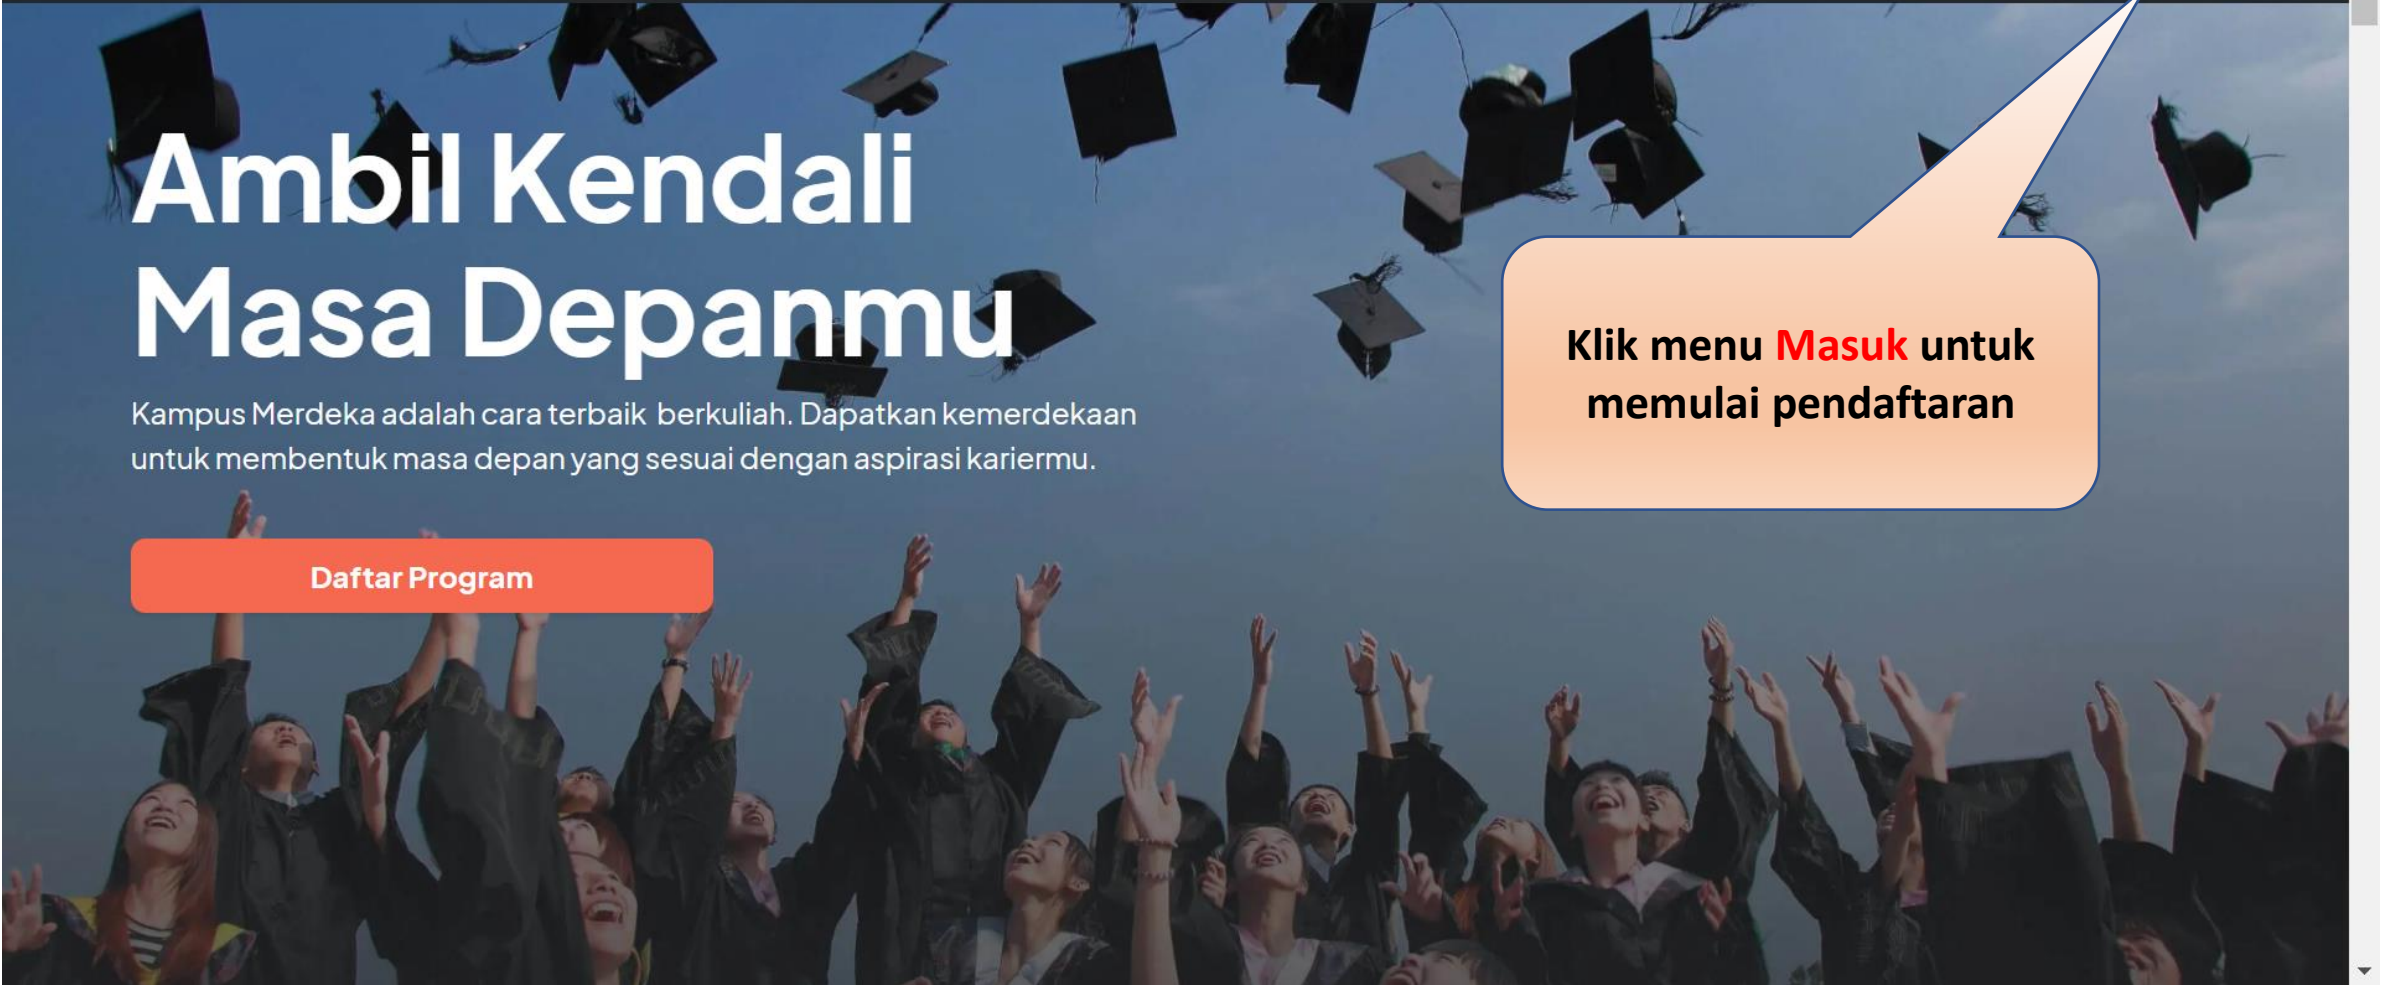 Ambil Kendali
Masa Depanmu
Kampus Merdeka adalah cara terbaik berkuliah. Dapatkan kemerdekaan
untuk membentuk masa depan yang sesuai dengan aspirasi kariermu.
Daftar Program
Klik menu Masuk untuk
memulai pendaftaran